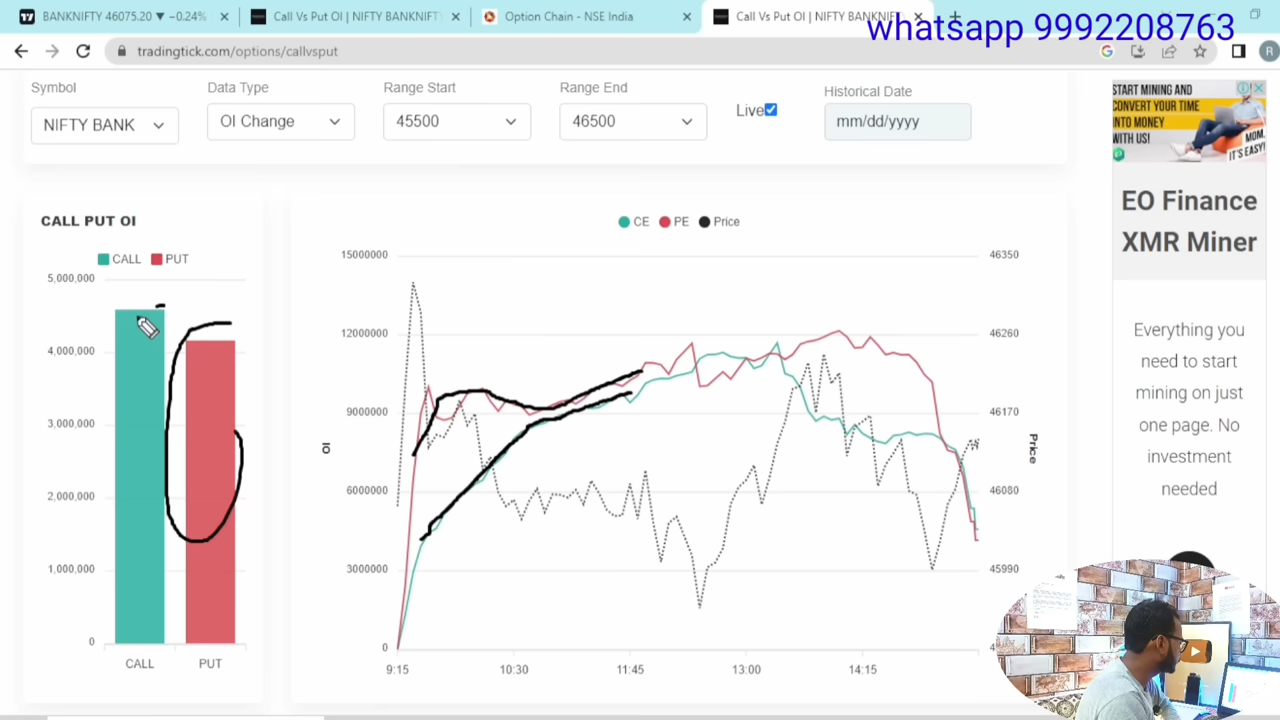 BANKNIFTY 46075.20 ▼ −0.24%
Call Vs Put OI | NIFTY BANKNIFT
Option Chain - NSE India
Call Vs Put OI | NIFTY BANKNIF
whatsapp 9992208763
tradingtick.com/options/callvsput
R
Symbol
Data Type
Range Start
Range End
Live
Historical Date
NIFTY BANK
OI Change
45500
46500
mm/dd/yyyy
START MINING AND
CONVERT YOUR TIME
INTO MONEY
WITH US!
MOM,
IT'S EASY!
EO Finance
XMR Miner
Everything you
need to start
mining on just
one page. No
investment
needed
CALL PUT OI
CALL PUT
5,000,000
4,000,000
3,000,000
2,000,000
1,000,000
0
CALL PUT
CE PE Price
15000000
12000000
9000000
6000000
3000000
0
OI
46350
46260
46170
46080
45990
Price
9:15 10:30 11:45 13:00 14:15